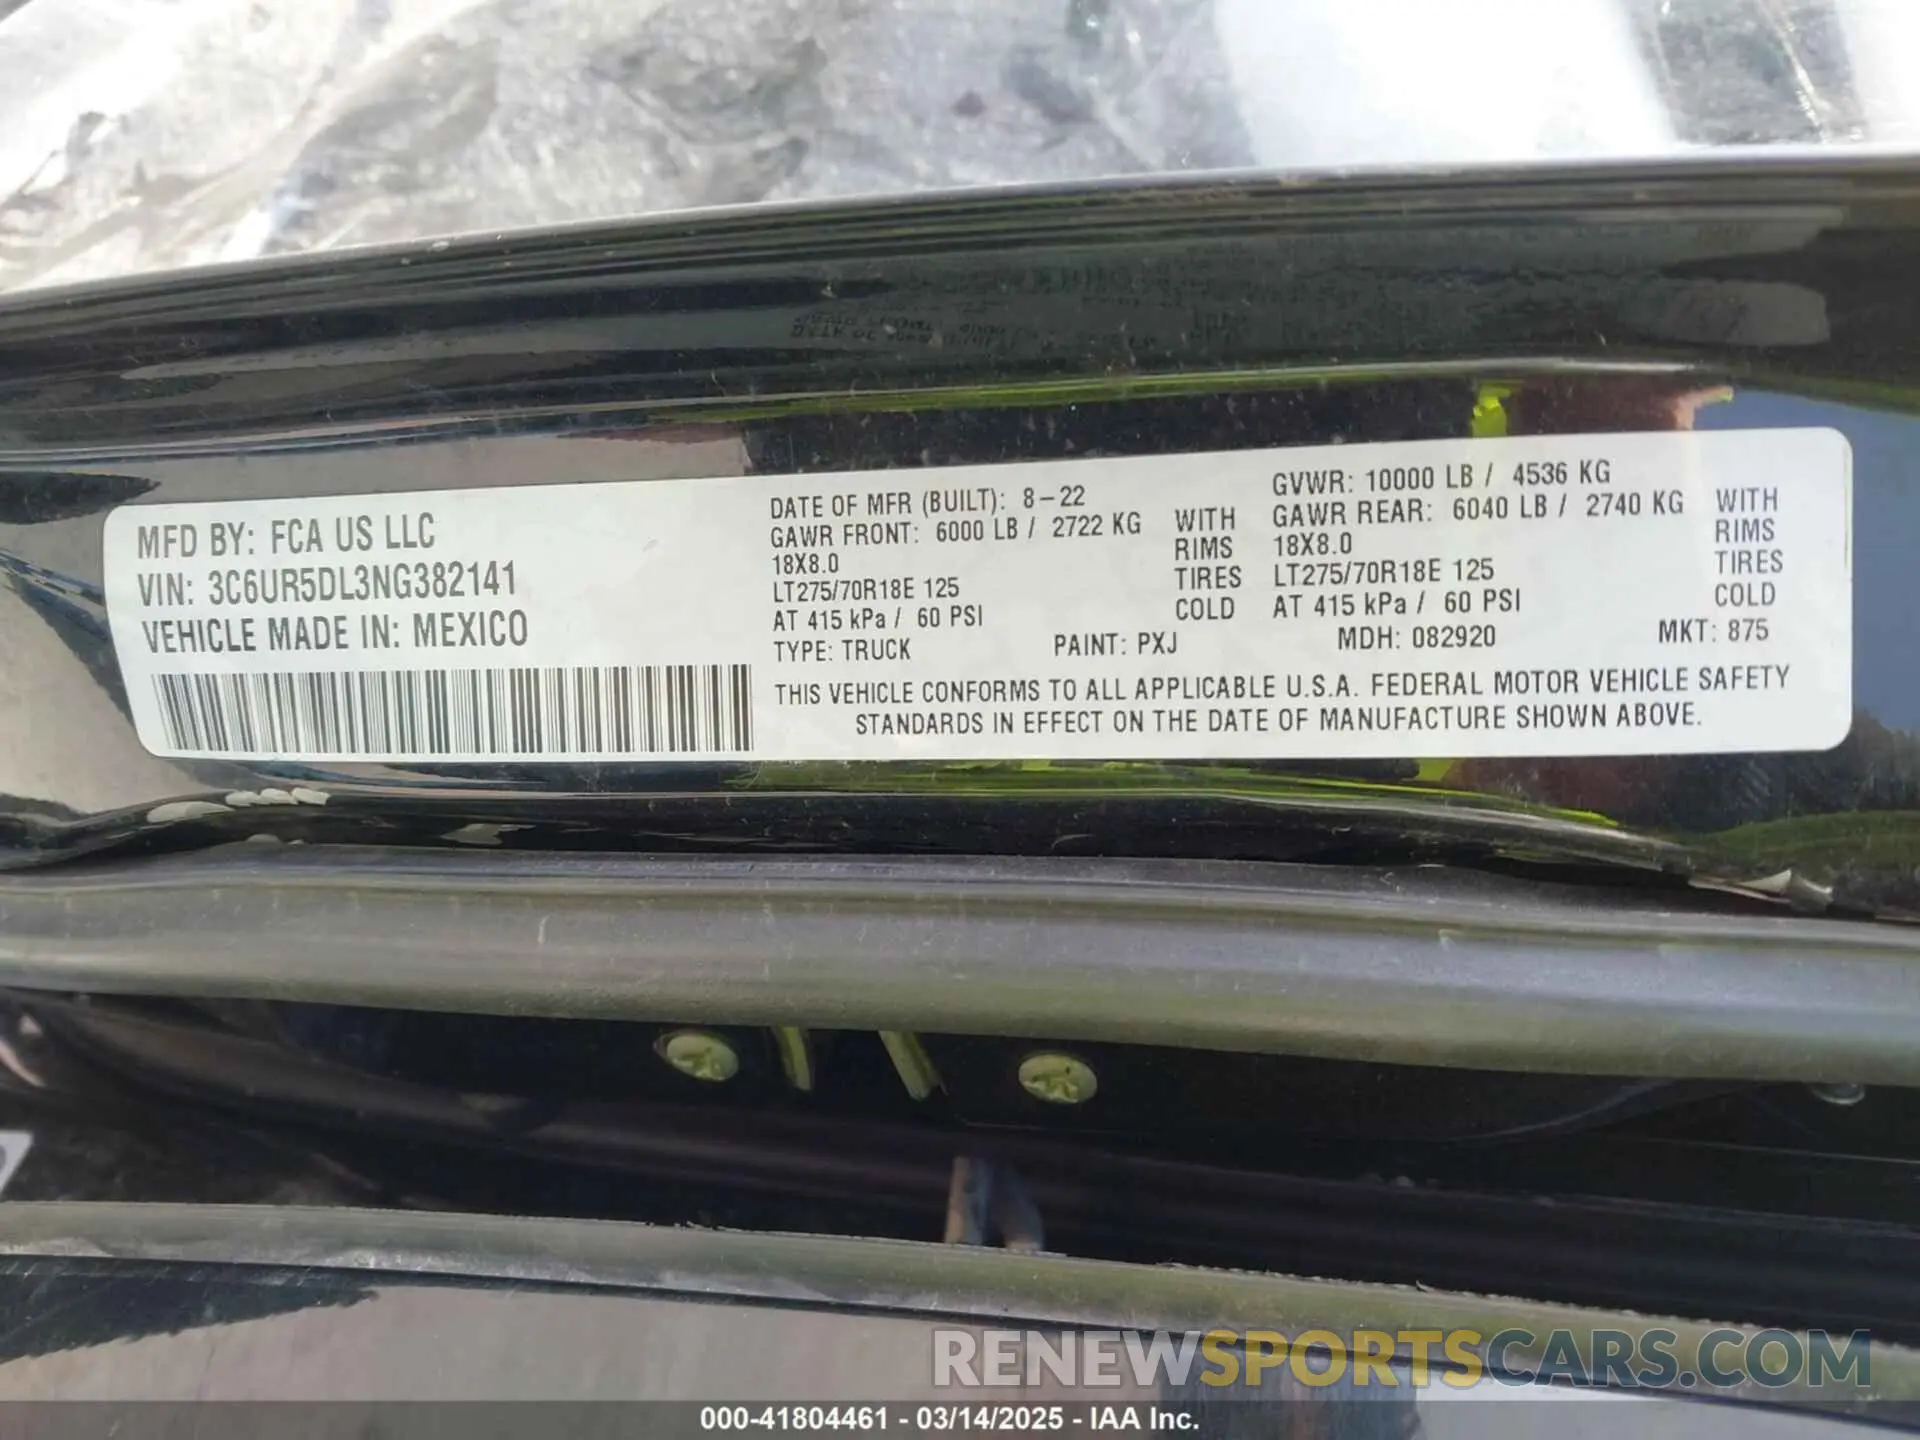 MFD BY: FCA US LLC
VIN: 3C6UR5DL3NG382141
VEHICLE MADE IN: MEXICO
DATE OF MFR (BUILT): 8-22
GAWR FRONT: 6000 LB / 2722 KG
18X8.0
LT275/70R18E 125
AT 415 kPa / 60 PSI
WITH
RIMS
TIRES
COLD
GVWR: 10000 LB / 4536 KG
GAWR REAR: 6040 LB / 2740 KG
18X8.0
LT275/70R18E 125
AT 415 kPa / 60 PSI
WITH
RIMS
TIRES
COLD
TYPE: TRUCK PAINT: PXJ MDH: 082920 MKT: 875
THIS VEHICLE CONFORMS TO ALL APPLICABLE U.S.A. FEDERAL MOTOR VEHICLE SAFETY
STANDARDS IN EFFECT ON THE DATE OF MANUFACTURE SHOWN ABOVE.
RENEWSPORTSCARS.COM
000-41804461 - 03/14/2025 - IAA Inc.